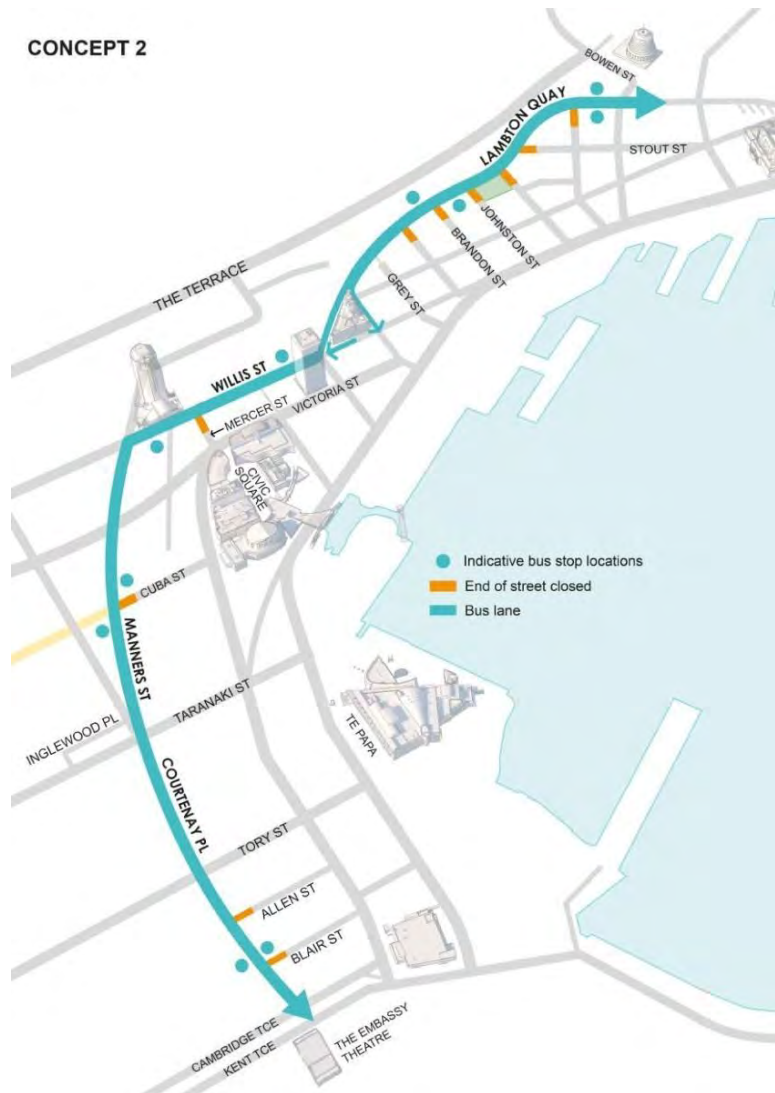 CONCEPT 2
BOWEN ST
LAMBTON QUAY
STOUT ST
JOHNSTON ST
BRANDON ST
GREY ST
THE TERRACE
WILLIS ST
MERCER ST
VICTORIA ST
CIVIC
SQUARE
Indicative bus stop locations
End of street closed
Bus lane
CUBA ST
MANNERS ST
TARANAKI ST
INGLEWOOD PL
TE PAPA
COURTENAY PL
TORY ST
ALLEN ST
BLAIR ST
CAMBRIDGE TCE
KENT TCE
THE EMBASSY
THEATRE